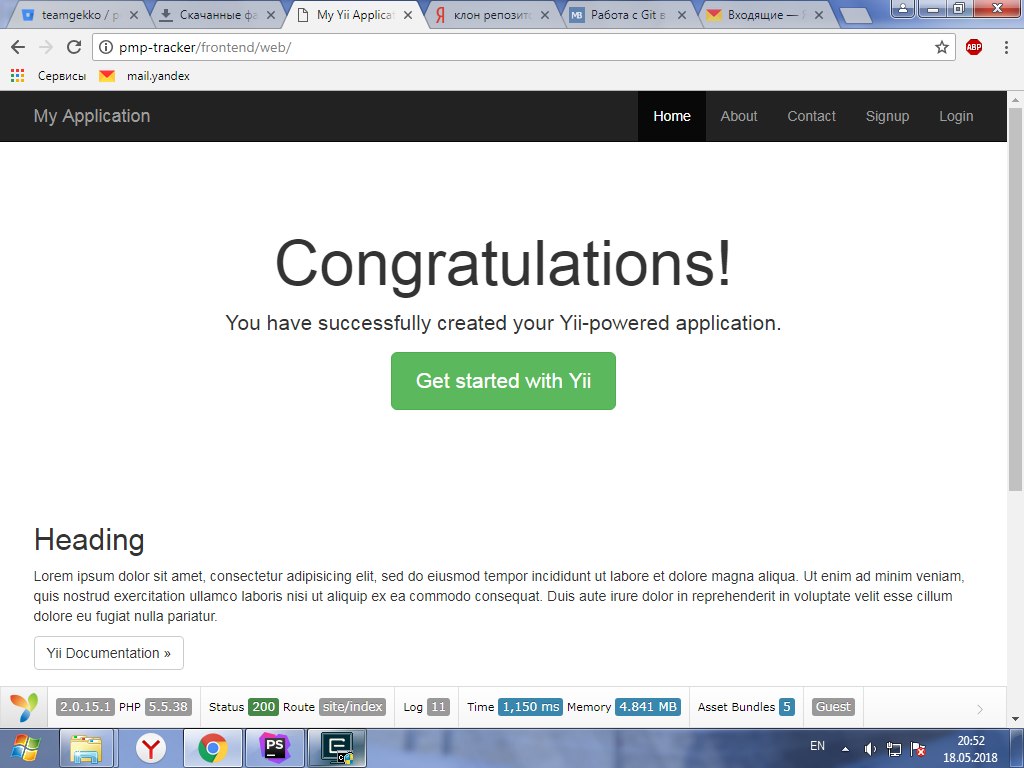 teamgekko / p
Скачанные фа
My Yii Applicat
клон репозито
Работа с Git в
Входящие — Я
pmp-tracker/frontend/web/
ABP
Сервисы
mail.yandex
My Application
Home
About
Contact
Signup
Login
Congratulations!
You have successfully created your Yii-powered application.
Get started with Yii
Heading
Lorem ipsum dolor sit amet, consectetur adipisicing elit, sed do eiusmod tempor incididunt ut labore et dolore magna aliqua. Ut enim ad minim veniam,
quis nostrud exercitation ullamco laboris nisi ut aliquip ex ea commodo consequat. Duis aute irure dolor in reprehenderit in voluptate velit esse cillum
dolore eu fugiat nulla pariatur.
Yii Documentation »
2.0.15.1 PHP 5.5.38
Status 200 Route site/index
Log 11
Time 1,150 ms Memory 4.841 MB
Asset Bundles 5
Guest
PS
EN
20:52
18.05.2018